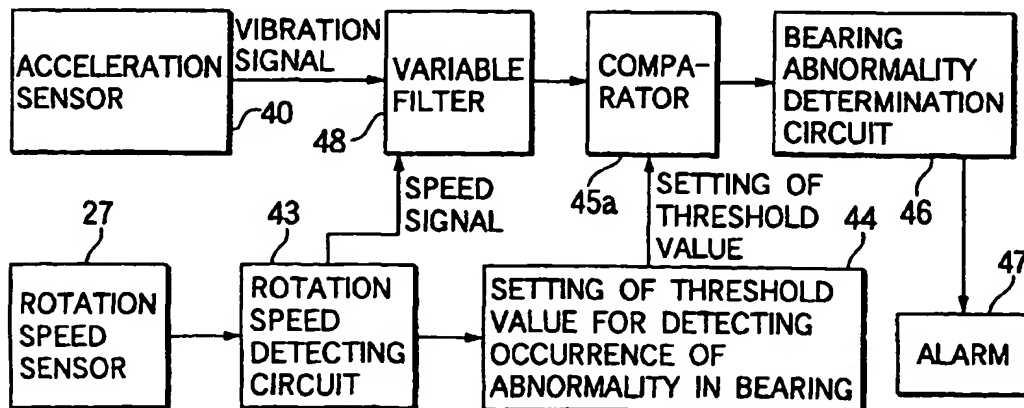 ACCELERATION
SENSOR
40
VIBRATION
SIGNAL
VARIABLE
FILTER
48
COMPA-
RATOR
45a
BEARING
ABNORMALITY
DETERMINATION
CIRCUIT
46
SPEED
SIGNAL
SETTING OF
THRESHOLD
VALUE
27
ROTATION
SPEED
SENSOR
43
ROTATION
SPEED
DETECTING
CIRCUIT
44
SETTING OF THRESHOLD
VALUE FOR DETECTING
OCCURRENCE OF
ABNORMALITY IN BEARING
47
ALARM